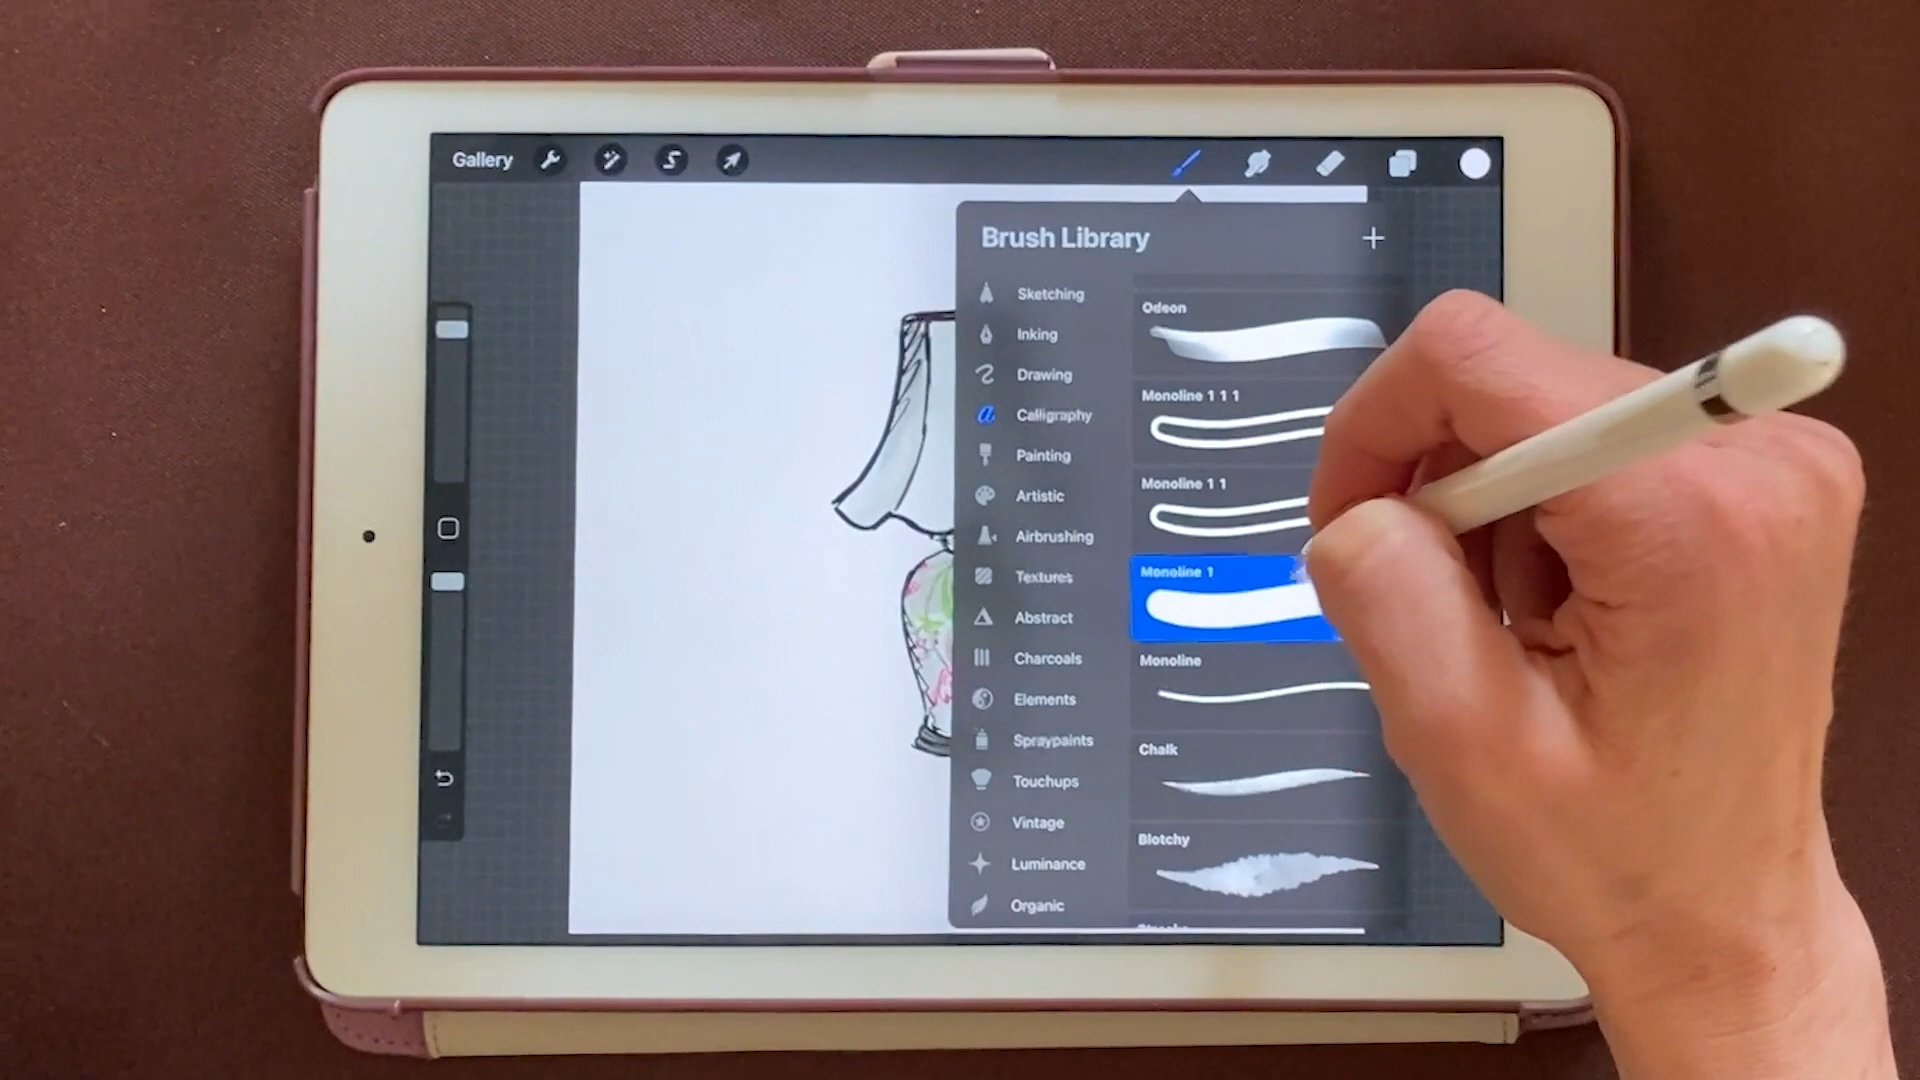 Gallery
Brush Library
Sketching
Inking
Drawing
Calligraphy
Painting
Artistic
Airbrushing
Textures
Abstract
Charcoals
Elements
Spraypaints
Touchups
Vintage
Luminance
Organic
Odeon
Monoline 1 1 1
Monoline 1 1
Monoline 1
Monoline
Chalk
Blotchy